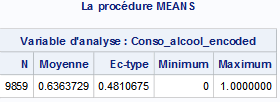 La procédure MEANS
Variable d'analyse : Conso_alcool_encoded
N Moyenne Ec-type Minimum Maximum
9859 0.6363729 0.4810675 0 1.0000000